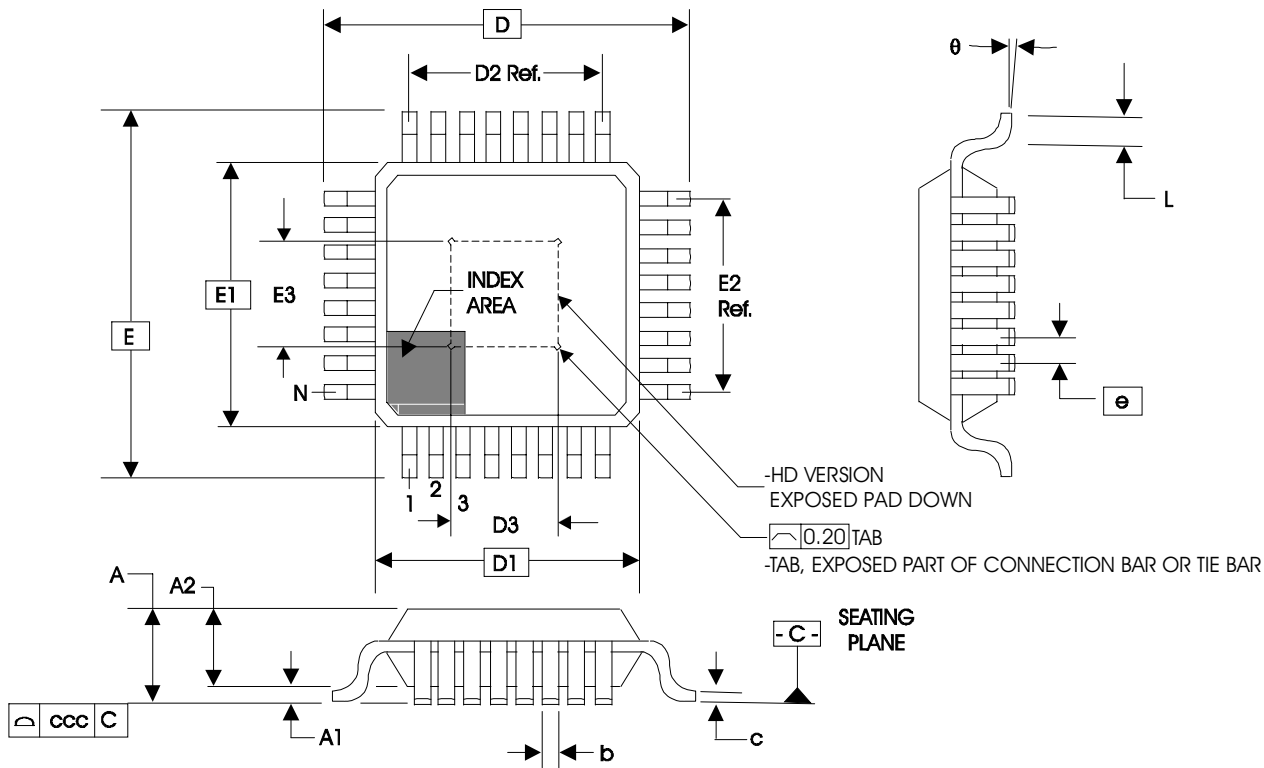 D
D2 Ref.
θ
L
E1
E3
INDEX
AREA
E2
Ref.
E
N
e
1
2
3
-HD VERSION
EXPOSED PAD DOWN
D3
0.20 TAB
-TAB, EXPOSED PART OF CONNECTION BAR OR TIE BAR
D1
A
A2
- C -
SEATING
PLANE
ccc C
A1
b
c